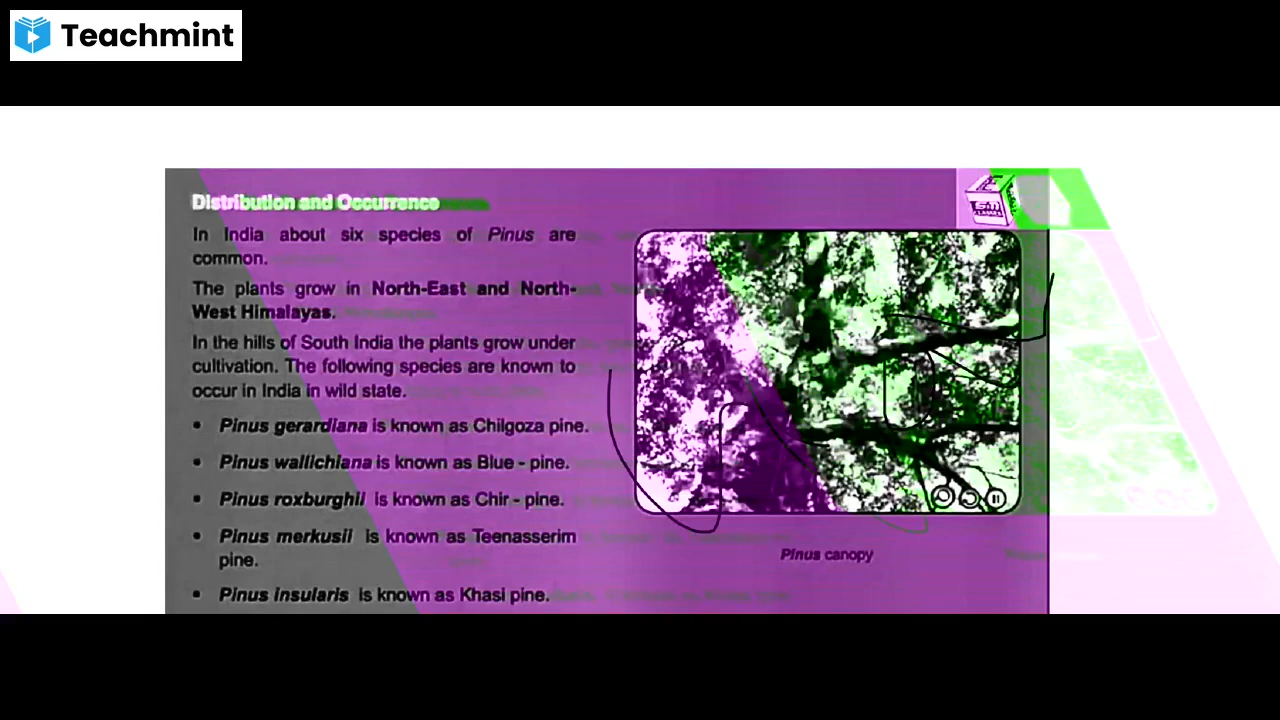 Teachmint
Distribution and Occurrence
In India about six species of Pinus are
common.
The plants grow in North-East and North-
West Himalayas.
In the hills of South India the plants grow under
cultivation. The following species are known to
occur in India in wild state.
• Pinus gerardiana is known as Chilgoza pine.
• Pinus wallichiana is known as Blue - pine.
• Pinus roxburghii is known as Chir - pine.
• Pinus merkusii is known as Teenasserim
pine.
• Pinus insularis is known as Khasi pine.
Pinus canopy